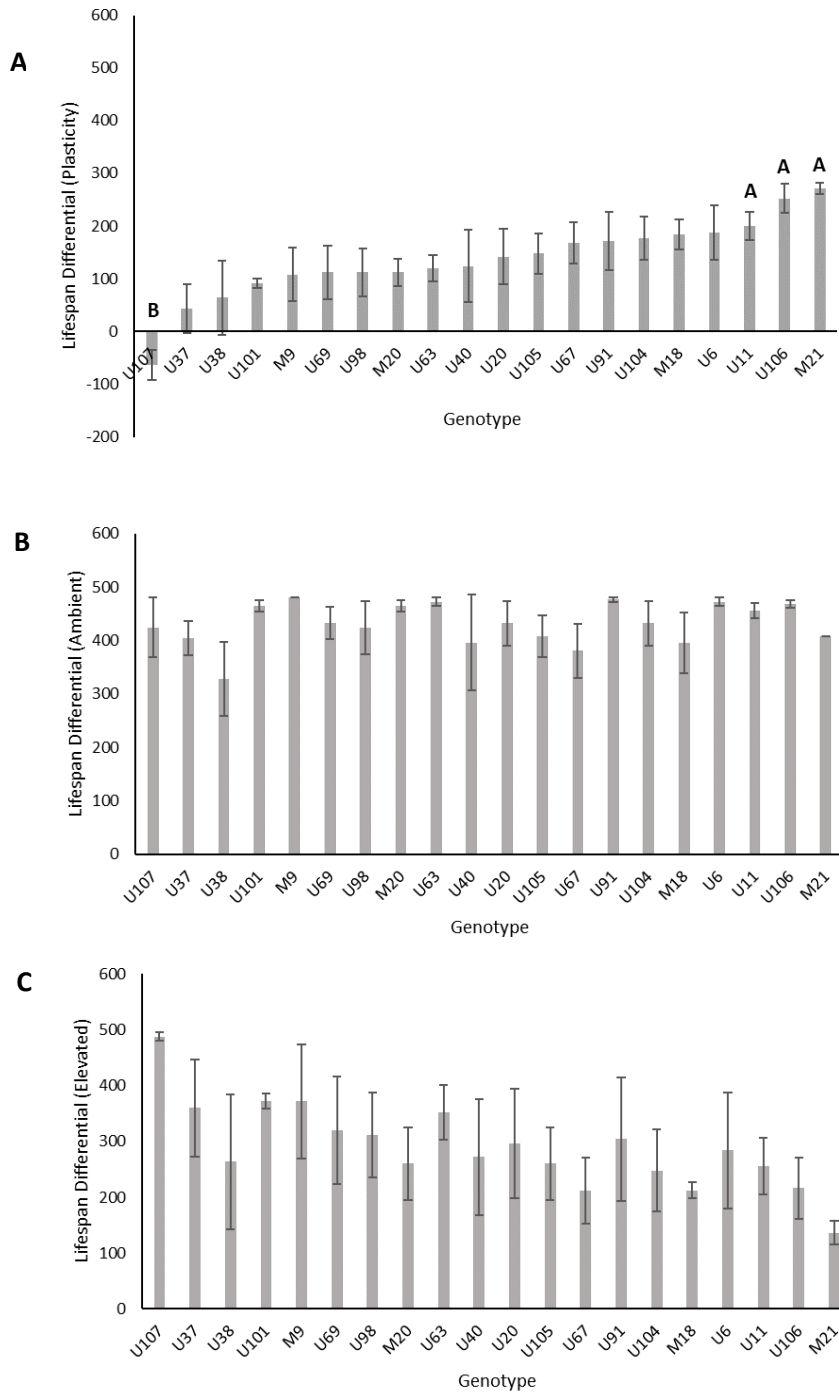 A
Lifespan Differential (Plasticity)
600
500
400
300
200
100
0
-100
-200
B
A
A
A
U107 U37 U38 U101 M9 U69 U98 M20 U63 U40 U20 U105 U67 U91 U104 M18 U6 U11 U106 M21
Genotype
B
Lifespan Differential (Ambient)
600
500
400
300
200
100
0
U107 U37 U38 U101 M9 U69 U98 M20 U63 U40 U20 U105 U67 U91 U104 M18 U6 U11 U106 M21
Genotype
C
Lifespan Differential (Elevated)
600
500
400
300
200
100
0
U107 U37 U38 U101 M9 U69 U98 M20 U63 U40 U20 U105 U67 U91 U104 M18 U6 U11 U106 M21
Genotype